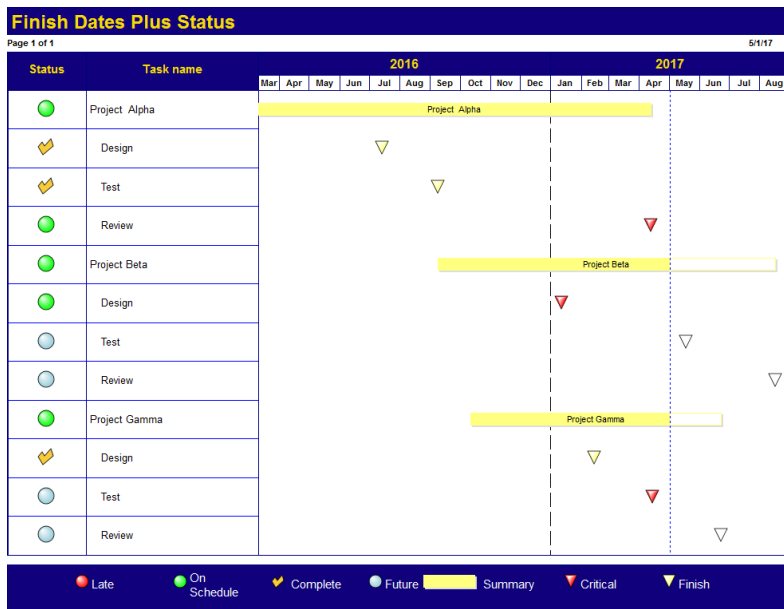 Finish Dates Plus Status
Page 1 of 1 5/1/17
Status Task name 2016 2017
Mar Apr May Jun Jul Aug Sep Oct Nov Dec Jan Feb Mar Apr May Jun Jul Aug
Project Alpha Project Alpha
Design
Test
Review
Project Beta Project Beta
Design
Test
Review
Project Gamma Project Gamma
Design
Test
Review
Late On Schedule Complete Future Summary Critical Finish